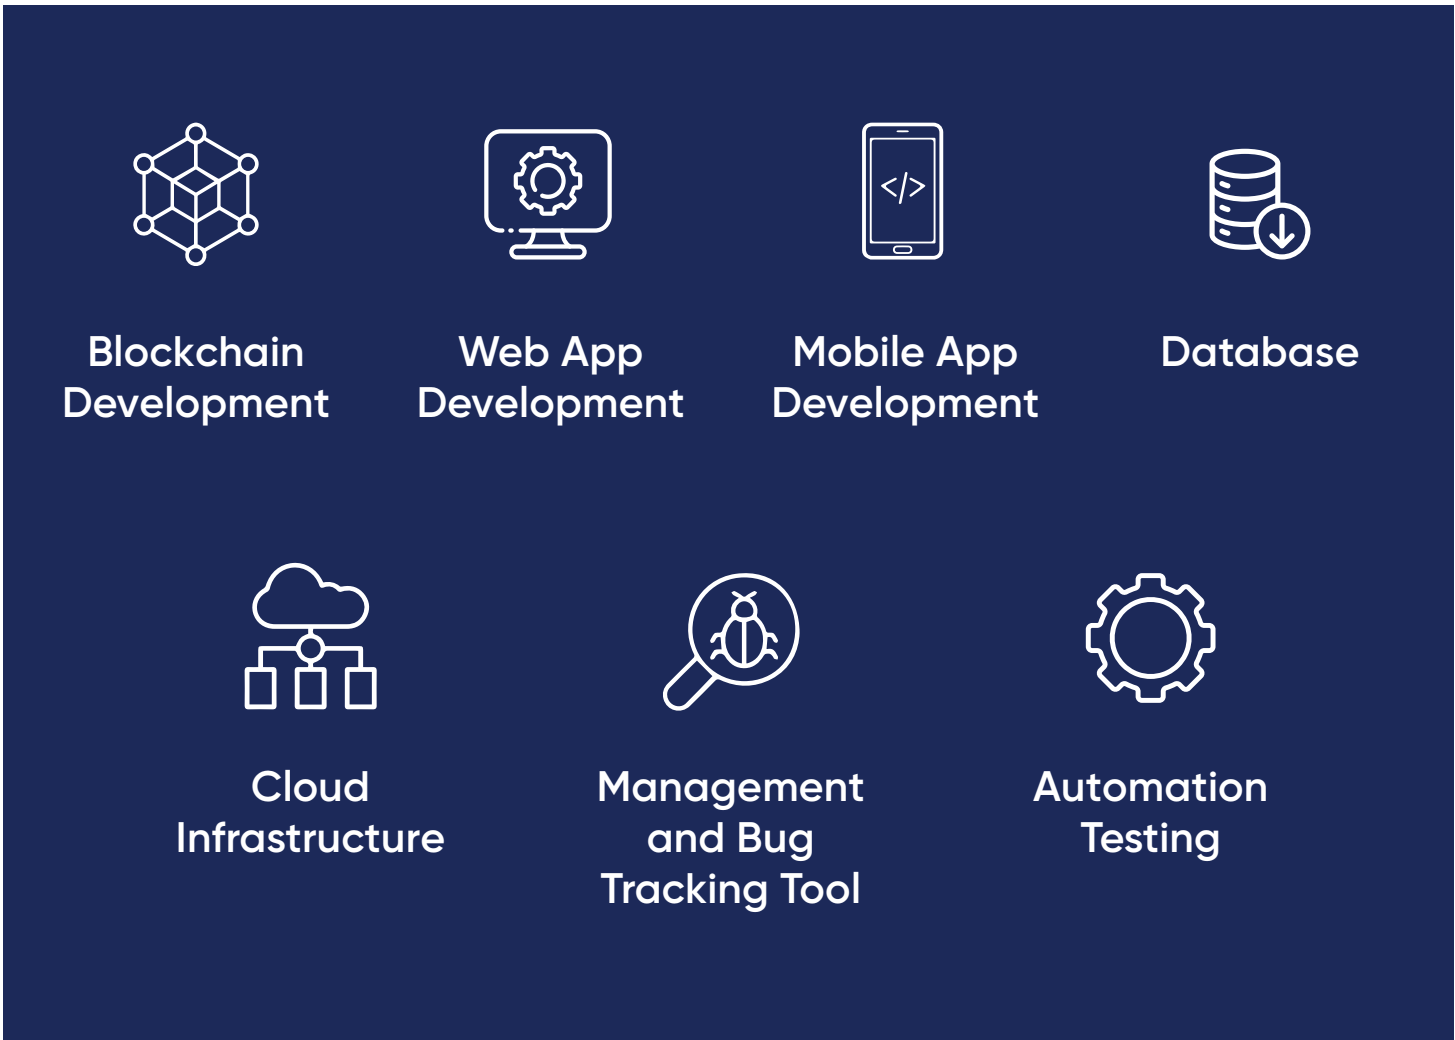 Blockchain
Development
Web App
Development
Mobile App
Development
Database
Cloud
Infrastructure
Management
and Bug
Tracking Tool
Automation
Testing